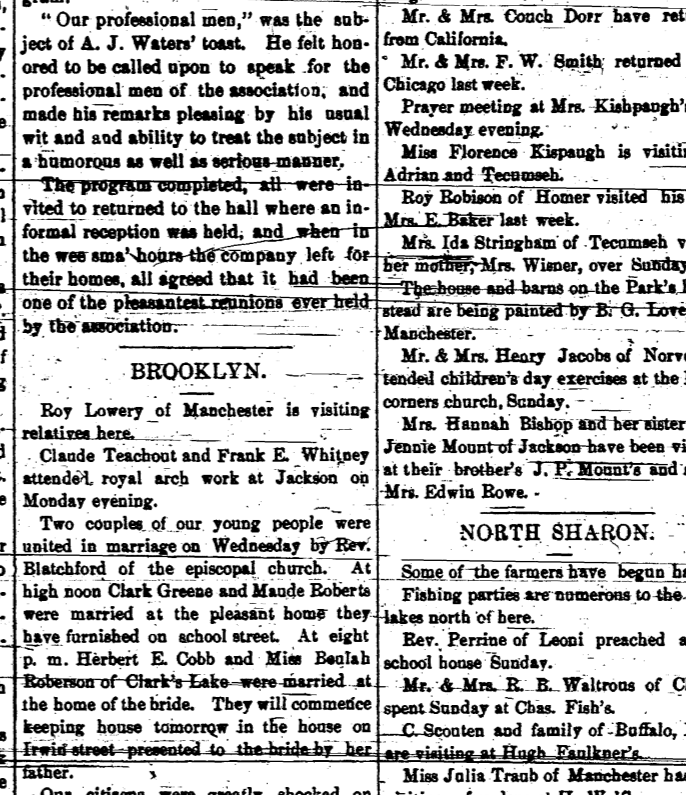 "Our professional men," was the sub-
ject of A. J. Waters' toast. He felt hon-
ored to be called upon to speak for the
professional men of the association, and
made his remarks pleasing by his usual
wit and and ability to treat the subject in
a humorous as well as serious manner.
The program completed, all were in-
vited to returned to the hall where an in-
formal reception was held, and when in
the wee sma' hours the company left for
their homes, all agreed that it had been
one of the pleasantest reunions ever held
by the association.
BROOKLYN.
Roy Lowery of Manchester is visiting
relatives here.
Claude Teachout and Frank E. Whitney
attended royal arch work at Jackson on
Monday evening.
Two couples of our young people were
united in marriage on Wednesday by Rev.
Blatchford of the episcopal church. At
high noon Clark Greene and Maude Roberts
were married at the pleasant home they
have furnished on school street. At eight
p. m. Herbert E. Cobb and Miss Beulah
Roberson of Clark's Lake were married at
the home of the bride. They will commence
keeping house tomorrow in the house on
Irwin street presented to the bride by her
father.
Our citizens were greatly shocked on
Mr. & Mrs. Conch Dorr have ret
from California.
Mr. & Mrs. F. W. Smith returned
Chicago last week.
Prayer meeting at Mrs. Kishpaugh's
Wednesday evening.
Miss Florence Kispaugh is visiti
Adrian and Tecumseh.
Roy Robison of Homer visited his
Mrs. E. Baker last week.
Mrs. Ida Stringham of Tecumseh v
her mother, Mrs. Wisner, over Sunday
The house and barns on the Park's
stead are being painted by B. G. Love
Manchester.
Mr. & Mrs. Henry Jacobs of Norv
tended children's day exercises at the
corners church, Sunday.
Mrs. Hannah Bishop and her sister
Jennie Mount of Jackson have been vi
at their brother's J. P. Mount's and
Mrs. Edwin Rowe.
NORTH SHARON.
Some of the farmers have begun ha
Fishing parties are numerous to the
lakes north of here.
Rev. Perrine of Leoni preached a
school house Sunday.
Mr. & Mrs. R. B. Waltrous of C
spent Sunday at Chas. Fish's.
C. Scouten and family of Buffalo,
are visiting at Hugh Faulkner's.
Miss Julia Traub of Manchester ha